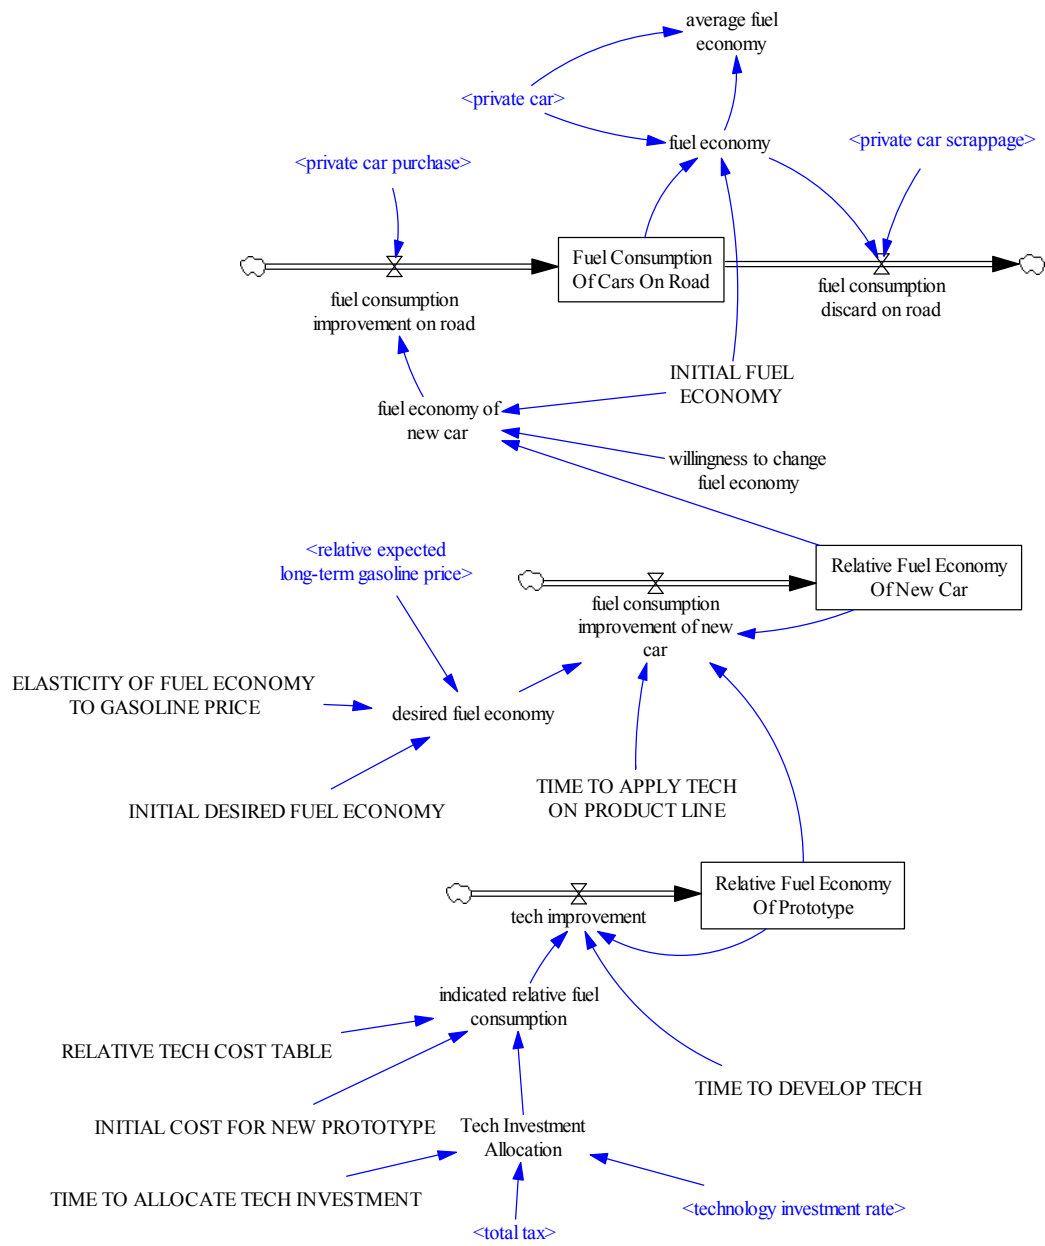 average fuel
economy
<private car>
fuel economy
<private car scrappage>
<private car purchase>
Fuel Consumption
Of Cars On Road
fuel consumption
improvement on road
fuel consumption
discard on road
INITIAL FUEL
ECONOMY
fuel economy of
new car
willingness to change
fuel economy
<relative expected
long-term gasoline price>
Relative Fuel Economy
Of New Car
fuel consumption
improvement of new
car
ELASTICITY OF FUEL ECONOMY
TO GASOLINE PRICE
desired fuel economy
INITIAL DESIRED FUEL ECONOMY
TIME TO APPLY TECH
ON PRODUCT LINE
Relative Fuel Economy
Of Prototype
tech improvement
indicated relative fuel
consumption
RELATIVE TECH COST TABLE
TIME TO DEVELOP TECH
INITIAL COST FOR NEW PROTOTYPE
Tech Investment
Allocation
TIME TO ALLOCATE TECH INVESTMENT
<technology investment rate>
<total tax>